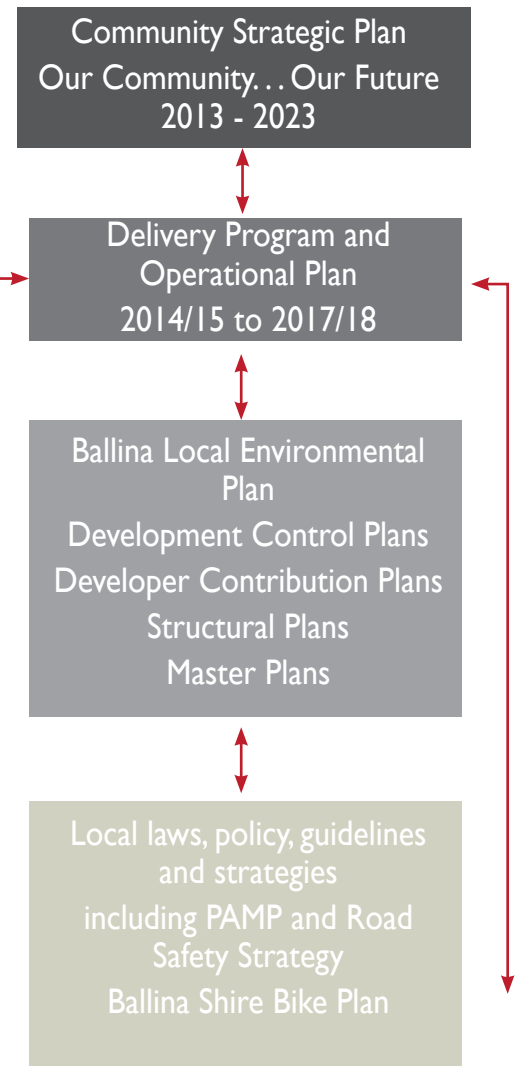 Community Strategic Plan
Our Community... Our Future
2013 - 2023
Delivery Program and
Operational Plan
2014/15 to 2017/18
Ballina Local Environmental
Plan
Development Control Plans
Developer Contribution Plans
Structural Plans
Master Plans
Local laws, policy, guidelines
and strategies
including PAMP and Road
Safety Strategy
Ballina Shire Bike Plan